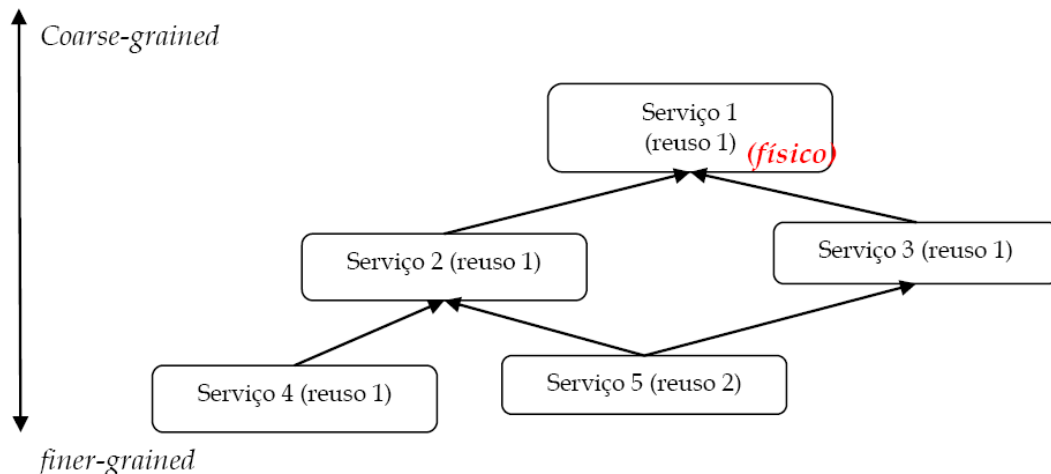 Coarse-grained
Serviço 1
(reuso 1)
(físico)
Serviço 2 (reuso 1)
Serviço 3 (reuso 1)
Serviço 4 (reuso 1)
Serviço 5 (reuso 2)
finer-grained